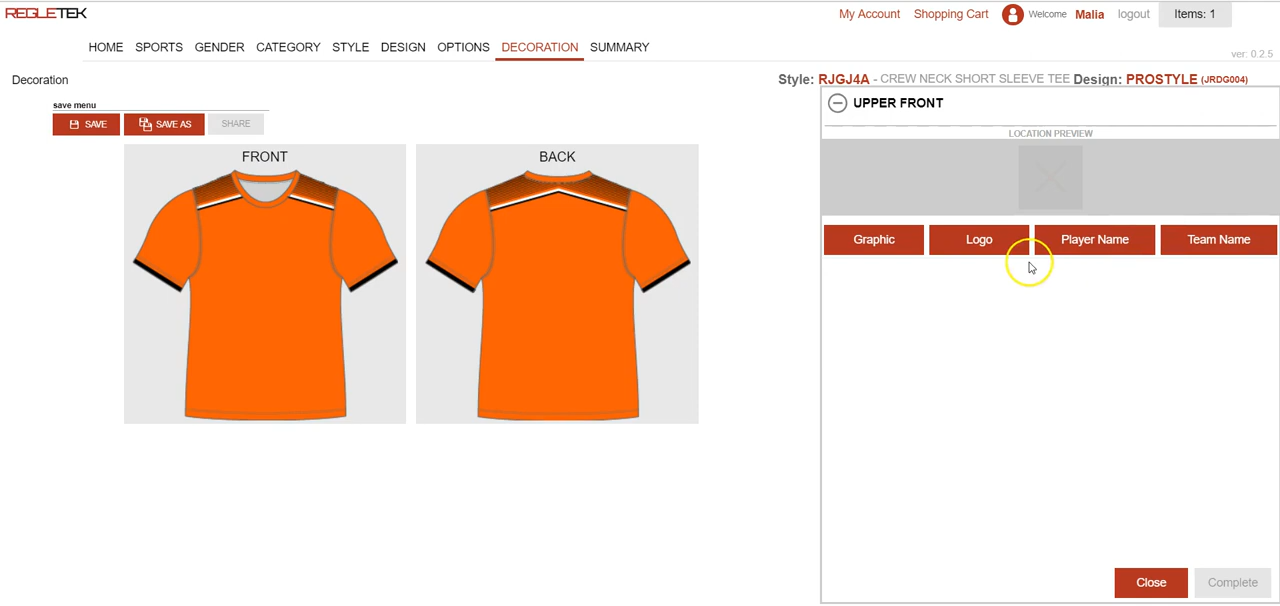 REGLETEK
My Account Shopping Cart Welcome Malia logout Items: 1
HOME SPORTS GENDER CATEGORY STYLE DESIGN OPTIONS DECORATION SUMMARY
ver: 0.2.5
Decoration
Style: RJGJ4A - CREW NECK SHORT SLEEVE TEE Design: PROSTYLE (JRDG004)
save menu
SAVE SAVE AS SHARE
FRONT BACK
UPPER FRONT
LOCATION PREVIEW
Graphic Logo Player Name Team Name
Close Complete